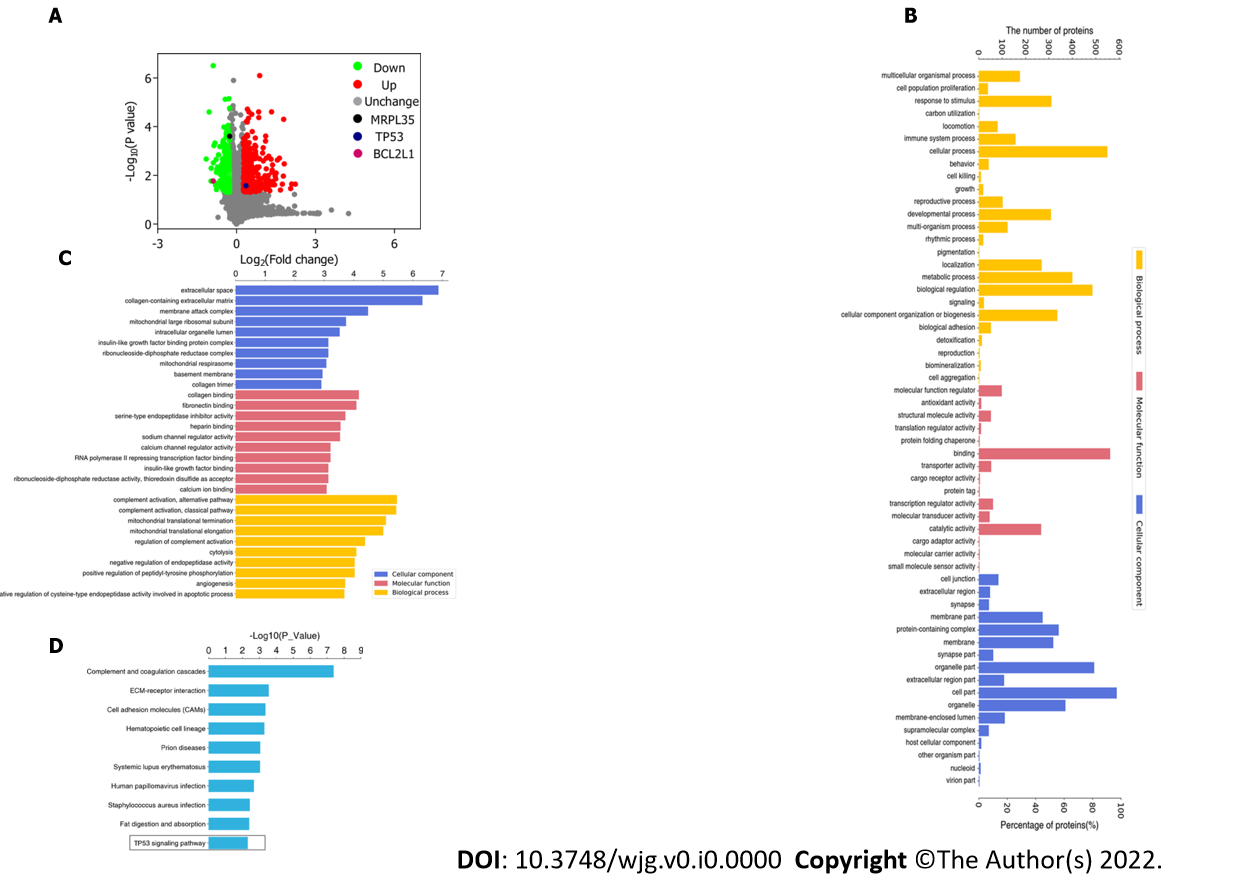 A
6
4
2
0
-Log10(P value)
-3
0
3
6
Log2(Fold change)
Down
Up
Unchange
MRPL35
TP53
BCL2L1
B
The number of proteins
0
100
200
300
400
500
600
multicellular organismal process
cell population proliferation
response to stimulus
carbon utilization
locomotion
immune system process
cellular process
behavior
cell killing
growth
reproductive process
developmental process
multi-organism process
rhythmic process
pigmentation
localization
metabolic process
biological regulation
signaling
cellular component organization or biogenesis
biological adhesion
detoxification
reproduction
biomineralization
cell aggregation
molecular function regulator
antioxidant activity
structural molecule activity
translation regulator activity
protein folding chaperone
binding
transporter activity
cargo receptor activity
protein tag
transcription regulator activity
molecular transducer activity
catalytic activity
cargo adaptor activity
molecular carrier activity
small molecule sensor activity
cell junction
extracellular region
synapse
membrane part
protein-containing complex
membrane
synapse part
organelle part
extracellular region part
cell part
organelle
membrane-enclosed lumen
supramolecular complex
host cellular component
other organism part
nucleoid
virion part
0
20
40
60
80
100
Percentage of proteins(%)
Biological process
Molecular function
Cellular component
C
0
1
2
3
4
5
6
7
extracellular space
collagen-containing extracellular matrix
membrane attack complex
mitochondrial large ribosomal subunit
intracellular organelle lumen
insulin-like growth factor binding protein complex
ribonucleoside-diphosphate reductase complex
mitochondrial respirasome
basement membrane
collagen trimer
collagen binding
fibronectin binding
serine-type endopeptidase inhibitor activity
heparin binding
sodium channel regulator activity
calcium channel regulator activity
RNA polymerase II repressing transcription factor binding
insulin-like growth factor binding
ribonucleoside-diphosphate reductase activity, thioredoxin disulfide as acceptor
calcium ion binding
complement activation, alternative pathway
complement activation, classical pathway
mitochondrial translational termination
mitochondrial translational elongation
regulation of complement activation
cytolysis
negative regulation of endopeptidase activity
positive regulation of peptidyl-tyrosine phosphorylation
angiogenesis
ative regulation of cysteine-type endopeptidase activity involved in apoptotic process
Cellular component
Molecular function
Biological process
D
-Log10(P_Value)
0
1
2
3
4
5
6
7
8
9
Complement and coagulation cascades
ECM-receptor interaction
Cell adhesion molecules (CAMs)
Hematopoietic cell lineage
Prion diseases
Systemic lupus erythematosus
Human papillomavirus infection
Staphylococcus aureus infection
Fat digestion and absorption
TP53 signaling pathway
DOI: 10.3748/wjg.v0.i0.0000 Copyright ©The Author(s) 2022.